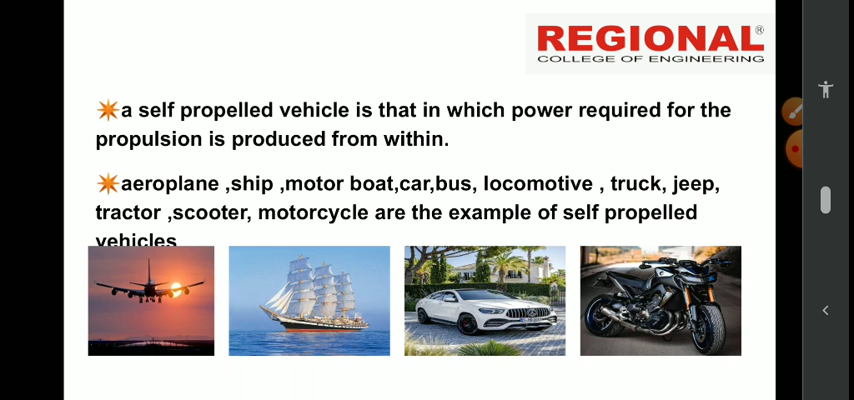 REGIONAL®
COLLEGE OF ENGINEERING
a self propelled vehicle is that in which power required for the
propulsion is produced from within.
aeroplane ,ship ,motor boat,car,bus, locomotive , truck, jeep,
tractor ,scooter, motorcycle are the example of self propelled
vehicles